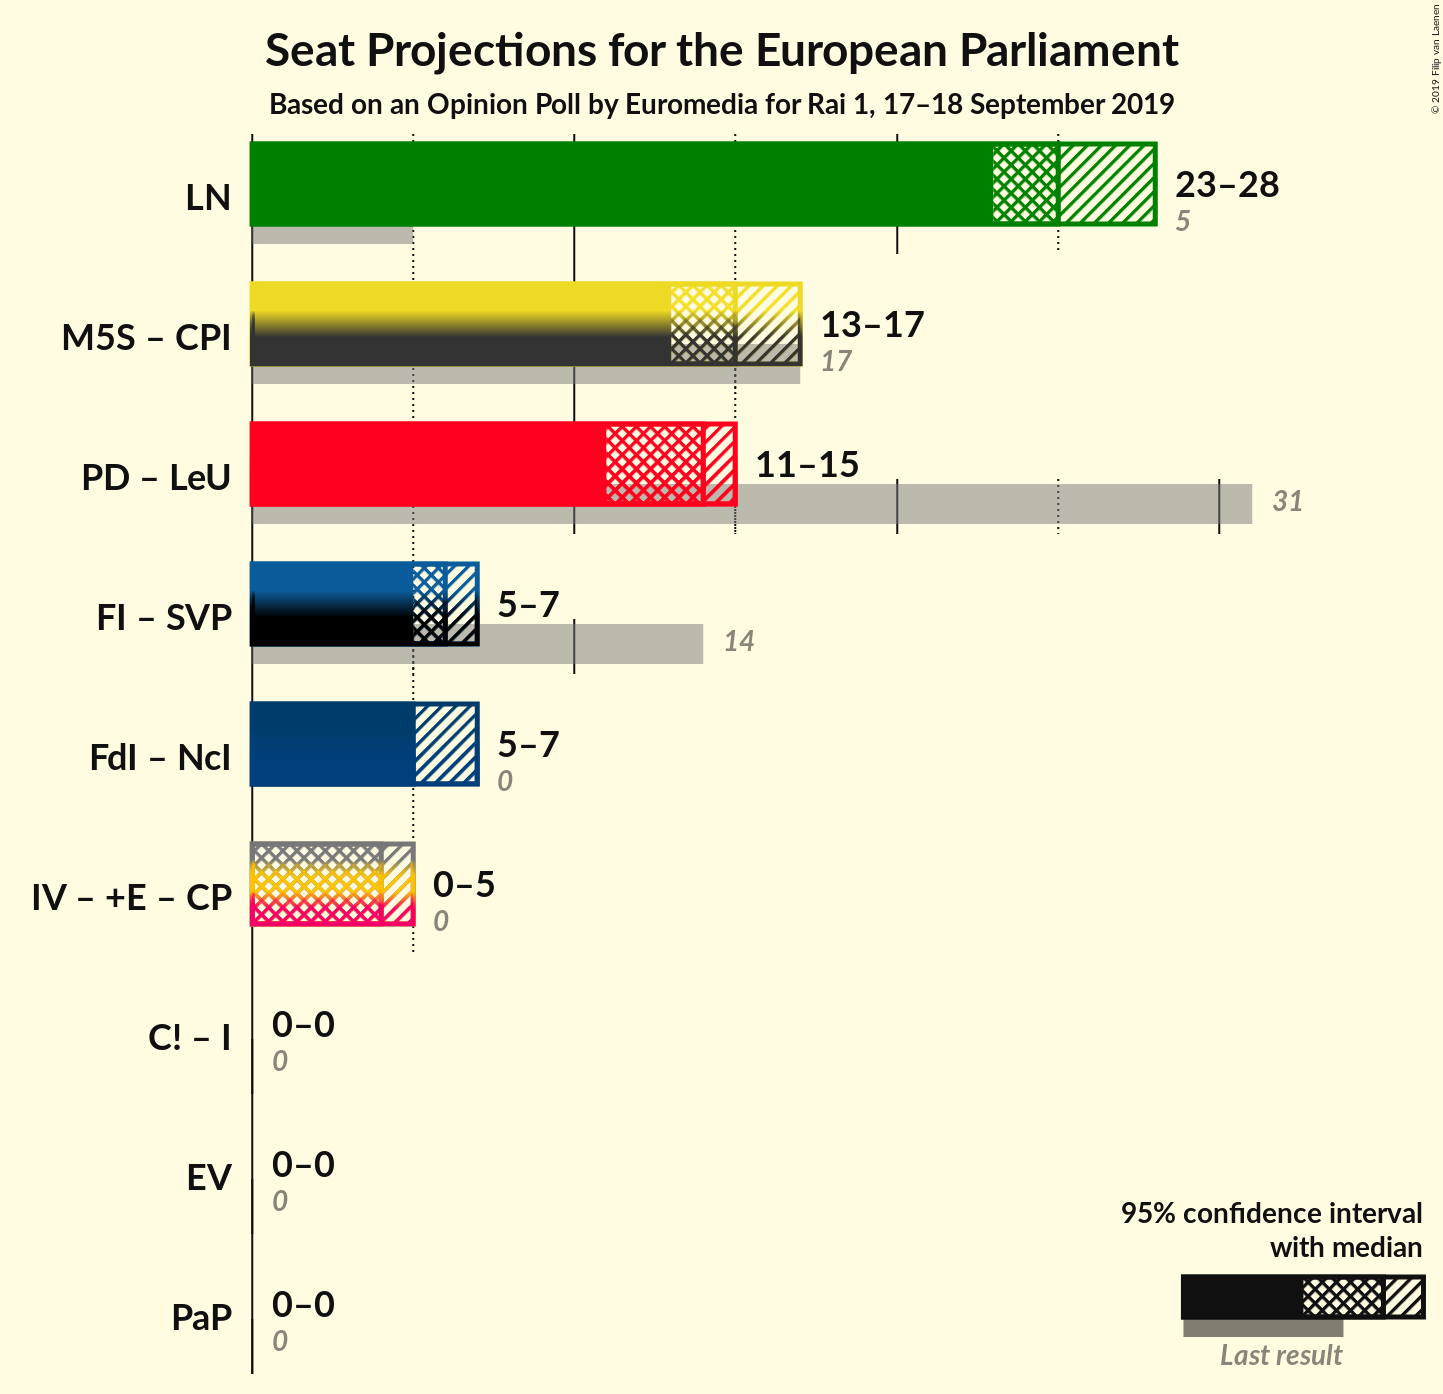 Seat Projections for the European Parliament
Based on an Opinion Poll by Euromedia for Rai 1, 17–18 September 2019
© 2019 Filip van Laenen
LN
23–28
5
M5S – CPI
13–17
17
PD – LeU
11–15
31
FI – SVP
5–7
14
FdI – NcI
5–7
0
IV – +E – CP
0–5
0
C! – I
0–0
0
EV
0–0
0
PaP
0–0
0
95% confidence interval
with median
Last result